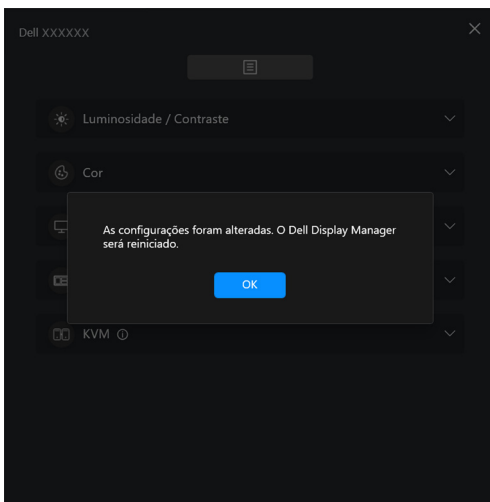 Dell XXXXXX
Luminosidade / Contraste
Cor
As configurações foram alteradas. O Dell Display Manager
será reiniciado.
OK
KVM